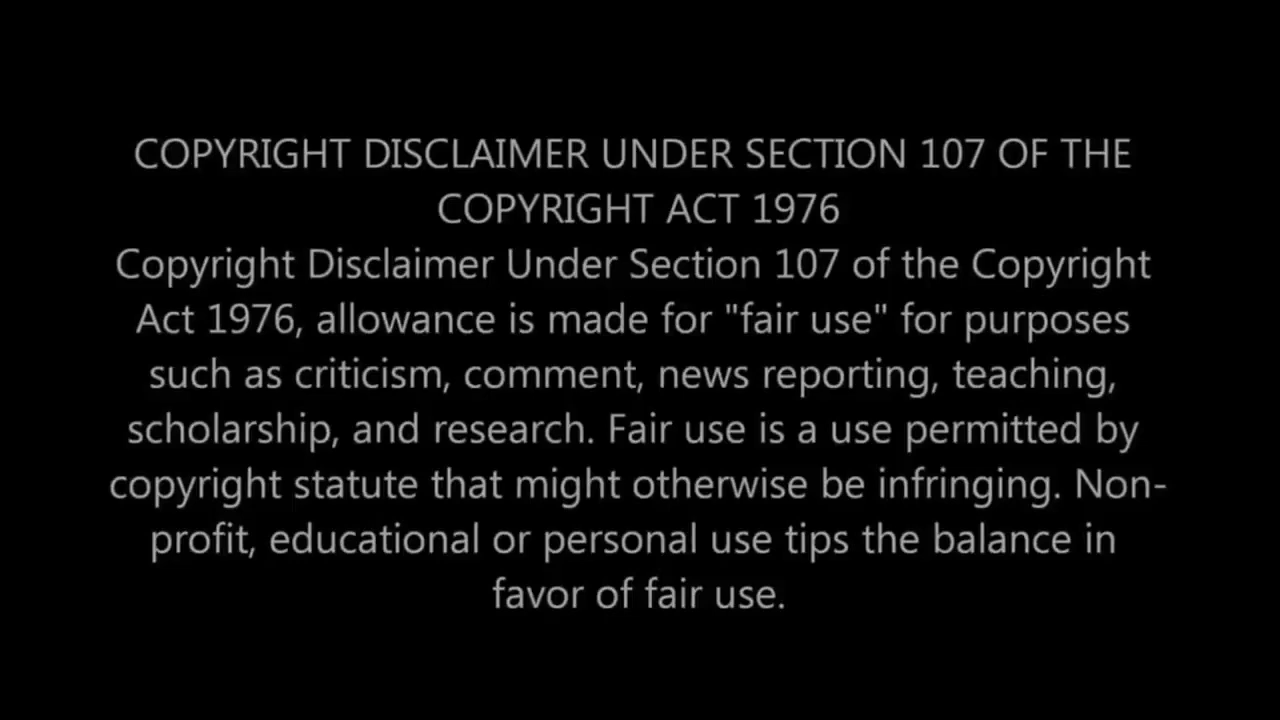 COPYRIGHT DISCLAIMER UNDER SECTION 107 OF THE
COPYRIGHT ACT 1976
Copyright Disclaimer Under Section 107 of the Copyright
Act 1976, allowance is made for "fair use" for purposes
such as criticism, comment, news reporting, teaching,
scholarship, and research. Fair use is a use permitted by
copyright statute that might otherwise be infringing. Non-
profit, educational or personal use tips the balance in
favor of fair use.